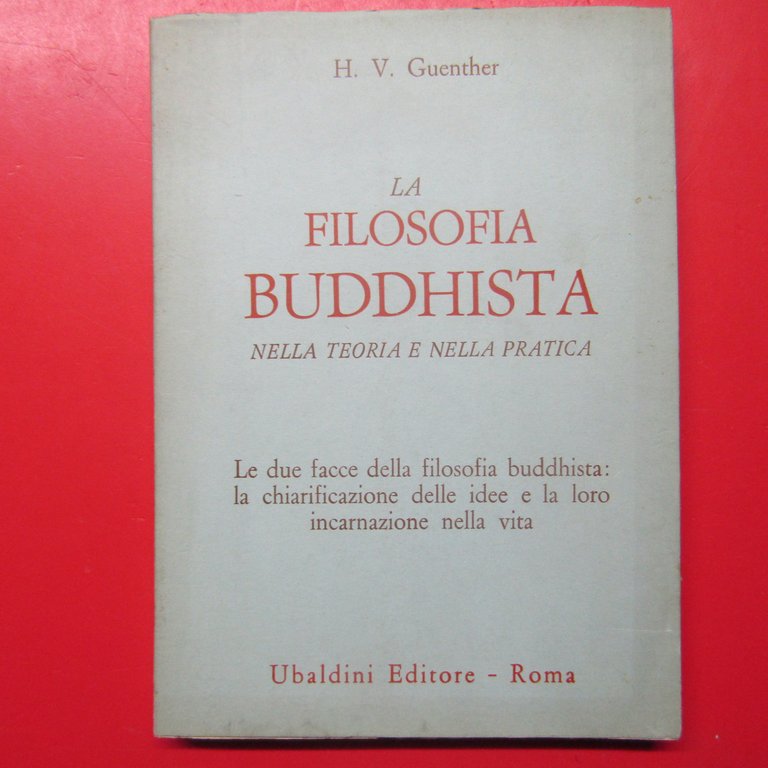 H. V. Guenther
LA
FILOSOFIA
BUDDHISTA
NELLA TEORIA E NELLA PRATICA
Le due facce della filosofia buddhista:
la chiarificazione delle idee e la loro
incarnazione nella vita
Ubaldini Editore - Roma